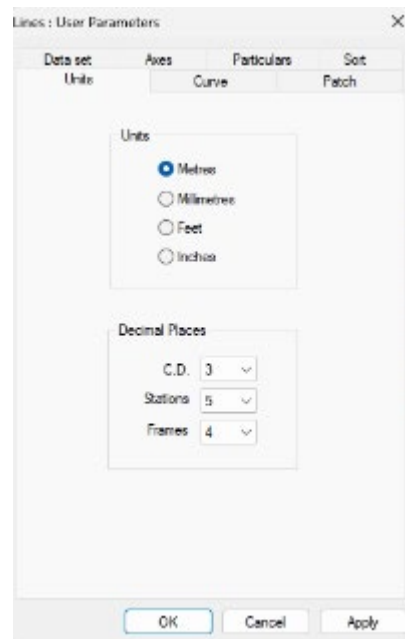 Lines : User Parameters
Data set Axes Particulars Sort
Units Curve Patch
Units
Metres
Millimetres
Feet
Inches
Decimal Places
C.D. 3
Stations 5
Frames 4
OK Cancel Apply